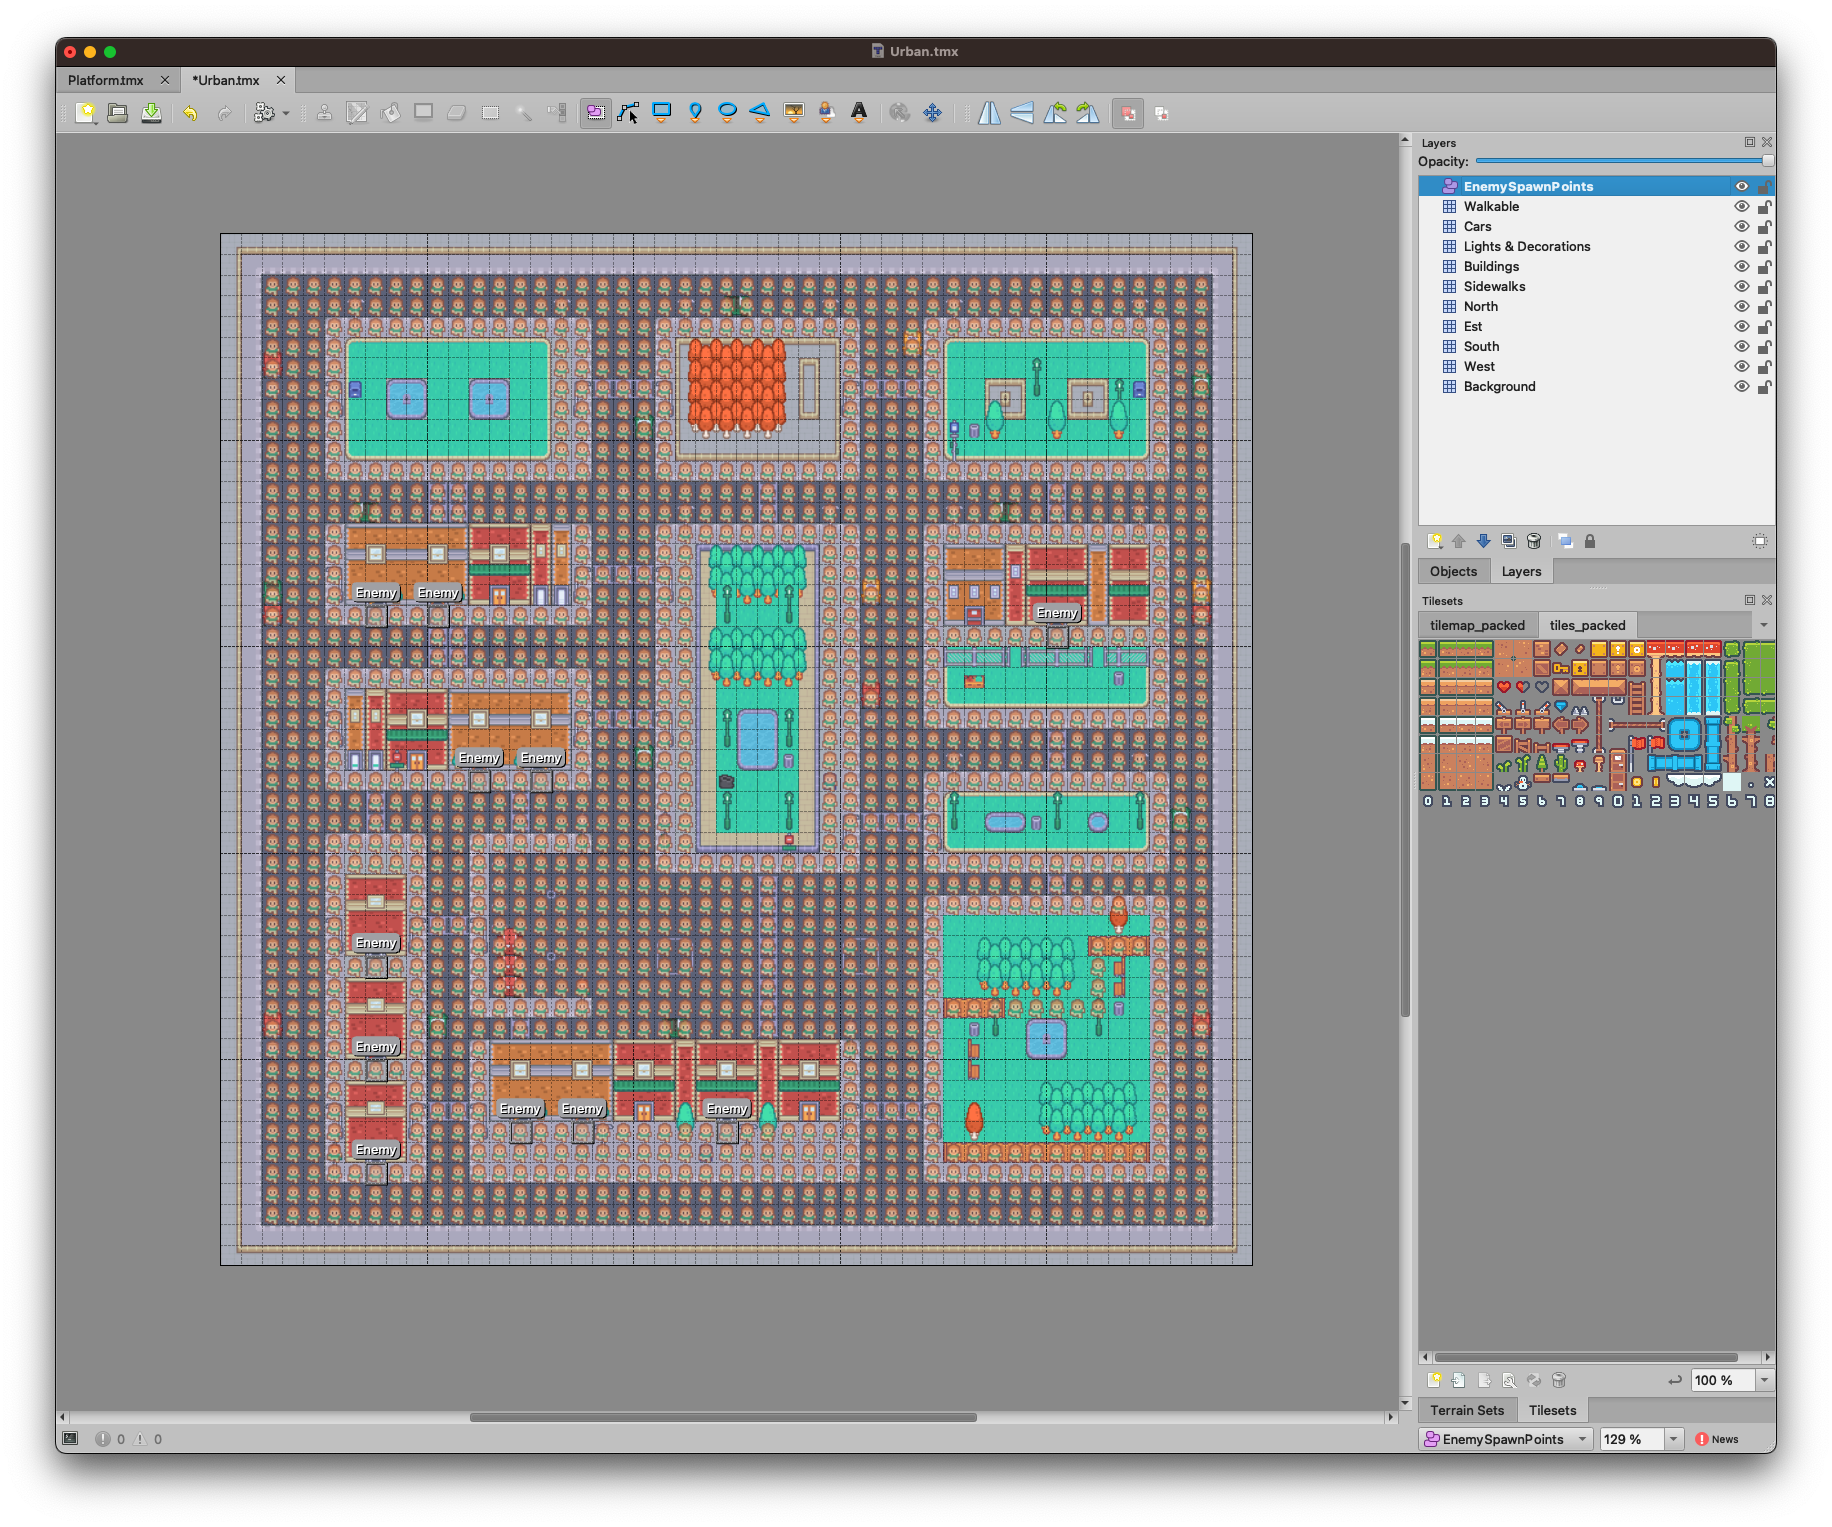 Urban.tmx
Platform.tmx
*Urban.tmx
Layers
Opacity:
EnemySpawnPoints
Walkable
Cars
Lights & Decorations
Buildings
Sidewalks
North
Est
South
West
Background
Objects
Layers
Tilesets
tilemap_packed
tiles_packed
0 1 2 3 4 5 6 7 8 9 0 1 2 3 4 5 6 7 8
Enemy
Enemy
Enemy
Enemy
Enemy
Enemy
Enemy
Enemy
Enemy
Enemy
Enemy
100 %
Terrain Sets
Tilesets
0
0
EnemySpawnPoints
129 %
News